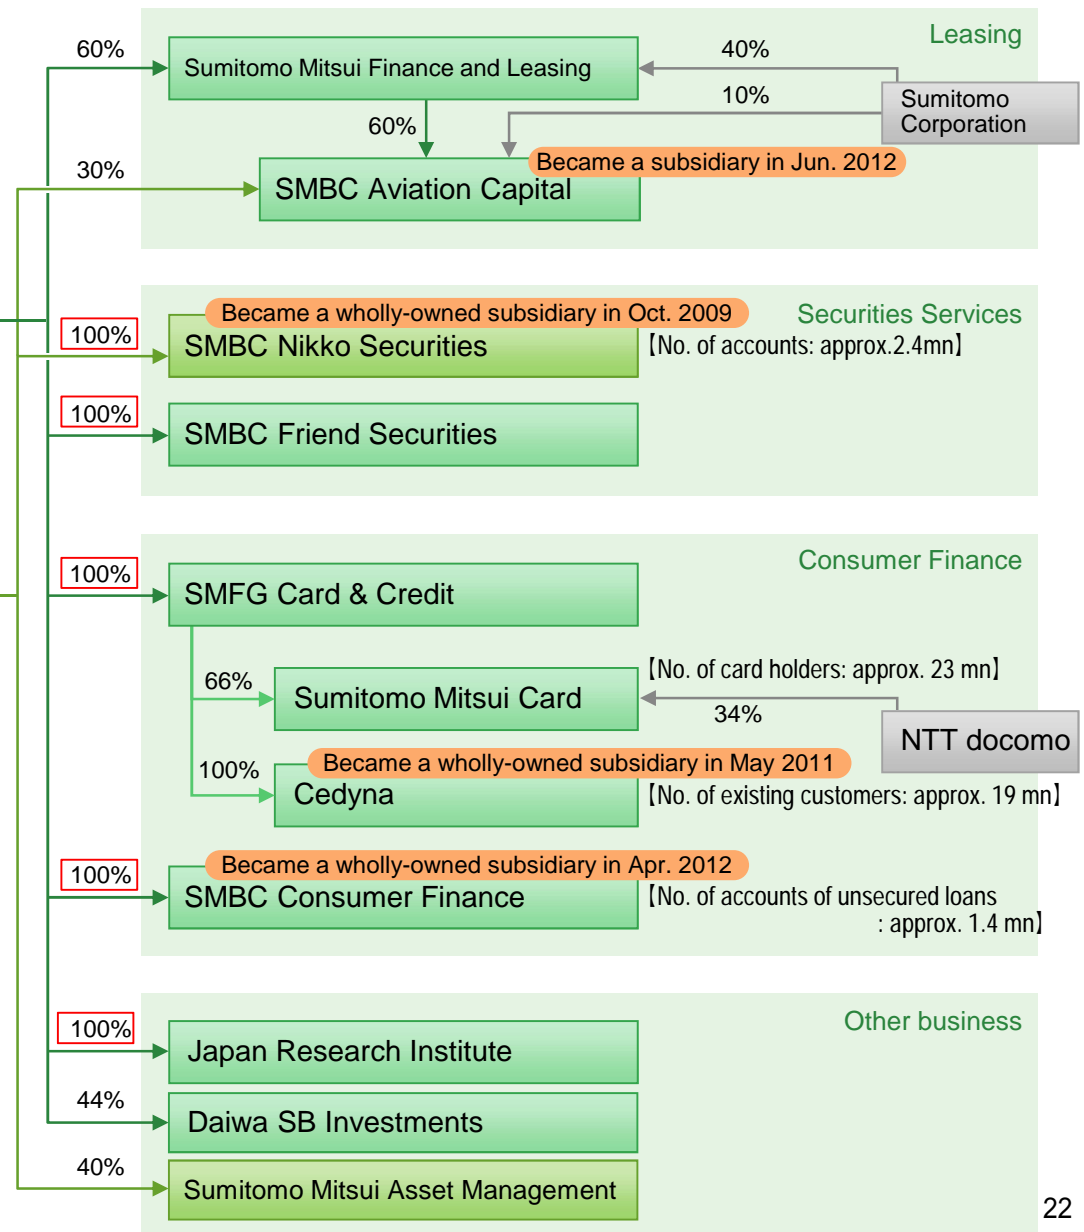 Leasing
60%
Sumitomo Mitsui Finance and Leasing
40%
10%
Sumitomo
Corporation
60%
Became a subsidiary in Jun. 2012
30%
SMBC Aviation Capital
Securities Services
Became a wholly-owned subsidiary in Oct. 2009
100%
SMBC Nikko Securities
【No. of accounts: approx.2.4mn】
100%
SMBC Friend Securities
Consumer Finance
100%
SMFG Card & Credit
【No. of card holders: approx. 23 mn】
66%
Sumitomo Mitsui Card
34%
NTT docomo
Became a wholly-owned subsidiary in May 2011
100%
Cedyna
【No. of existing customers: approx. 19 mn】
Became a wholly-owned subsidiary in Apr. 2012
100%
SMBC Consumer Finance
【No. of accounts of unsecured loans
: approx. 1.4 mn】
Other business
100%
Japan Research Institute
44%
Daiwa SB Investments
40%
Sumitomo Mitsui Asset Management
22